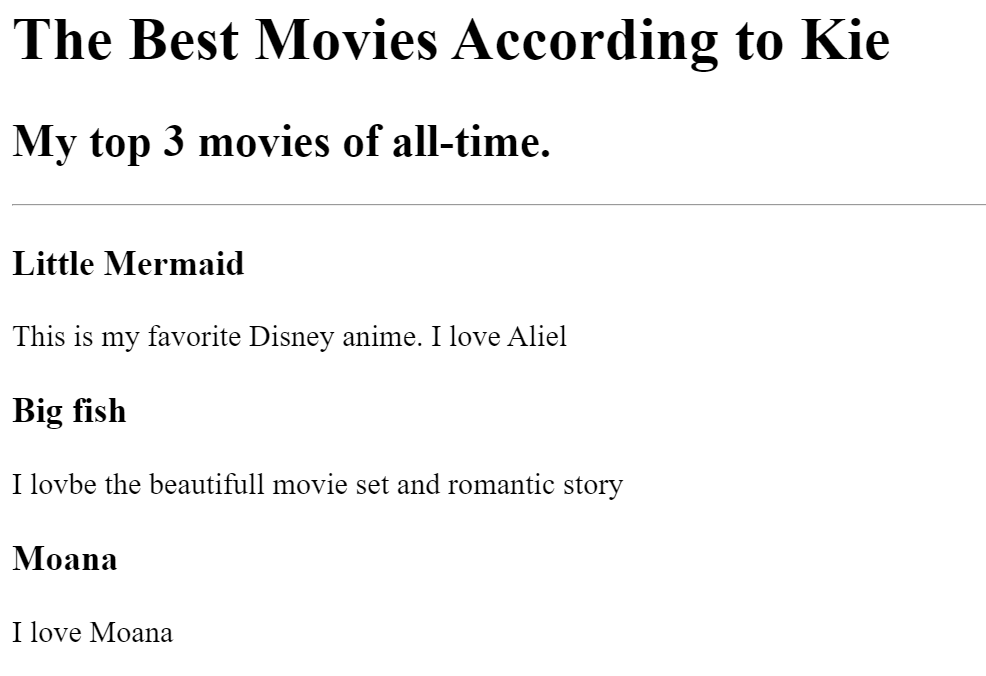 The Best Movies According to Kie
My top 3 movies of all-time.
Little Mermaid
This is my favorite Disney anime. I love Aliel
Big fish
I lovbe the beautifull movie set and romantic story
Moana
I love Moana